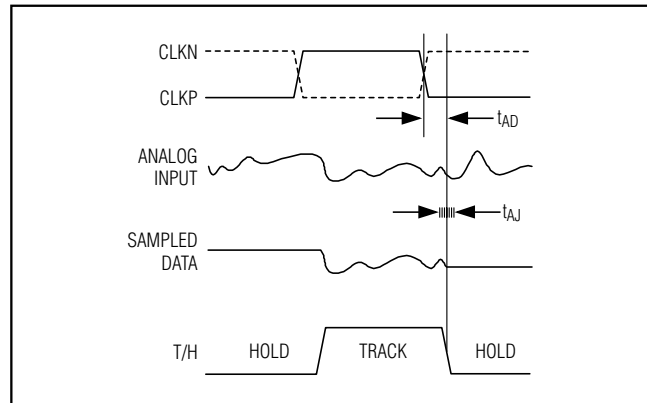 CLKN
CLKP
tAD
ANALOG
INPUT
tAJ
SAMPLED
DATA
T/H
HOLD
TRACK
HOLD